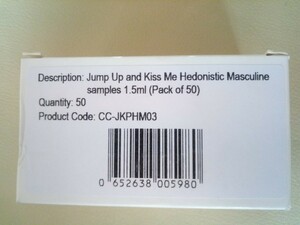 Description: Jump Up and Kiss Me Hedonistic Masculine
samples 1.5ml (Pack of 50)
Quantity: 50
Product Code: CC-JKPHM03
0 652638 005980